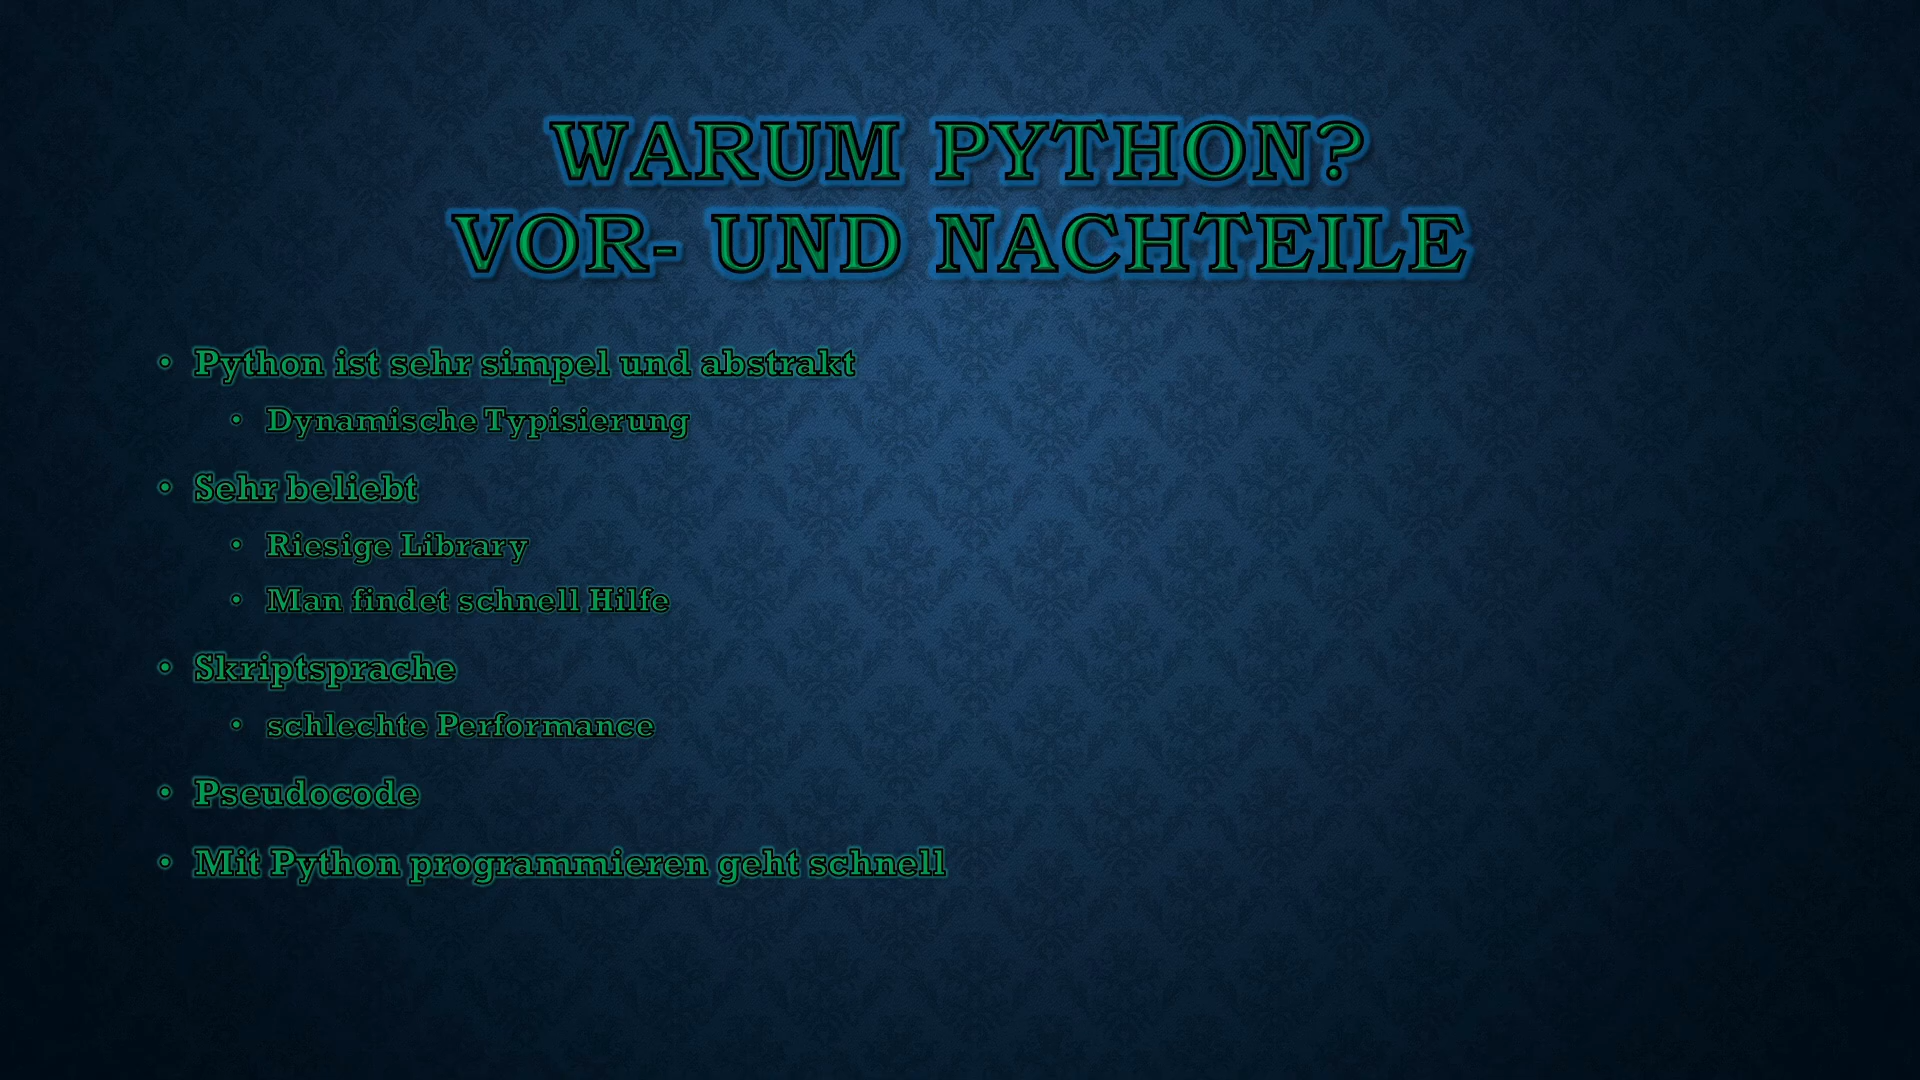 WARUM PYTHON?
VOR- UND NACHTEILE
• Python ist sehr simpel und abstrakt
• Dynamische Typisierung
• Sehr beliebt
• Riesige Library
• Man findet schnell Hilfe
• Skriptsprache
• schlechte Performance
• Pseudocode
• Mit Python programmieren geht schnell